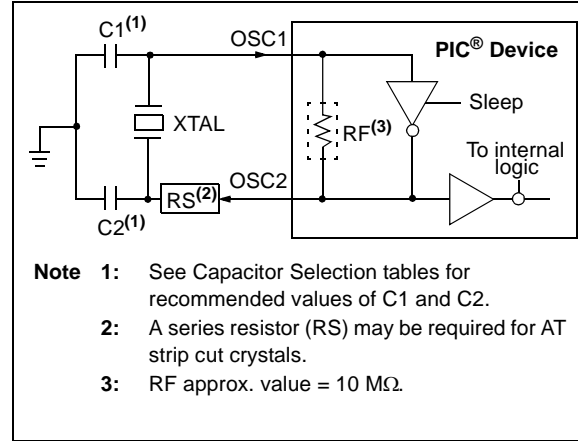 C1(1)
OSC1
PIC® Device
Sleep
XTAL
RF(3)
To internal
logic
OSC2
RS(2)
C2(1)
Note 1: See Capacitor Selection tables for
recommended values of C1 and C2.
2: A series resistor (RS) may be required for AT
strip cut crystals.
3: RF approx. value = 10 MΩ.